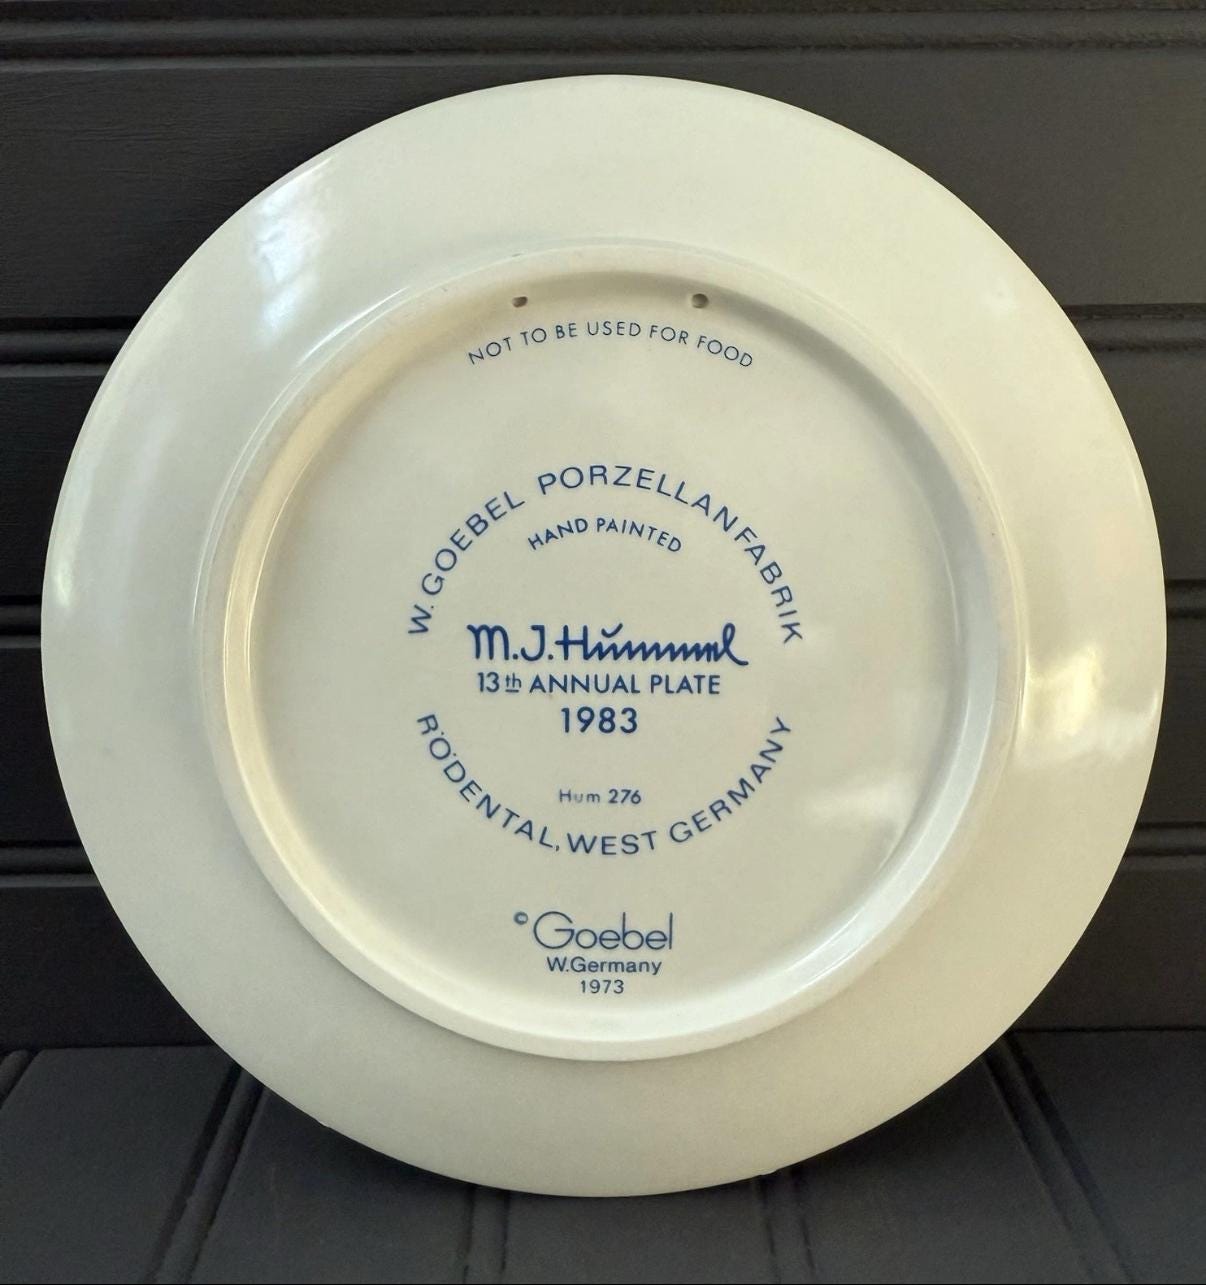 NOT TO BE USED FOR FOOD
W. GOEBEL PORZELLANFABRIK
HAND PAINTED
M.J.Hummel
13th ANNUAL PLATE
1983
Hum 276
RÖDENTAL, WEST GERMANY
© Goebel
W.Germany
1973